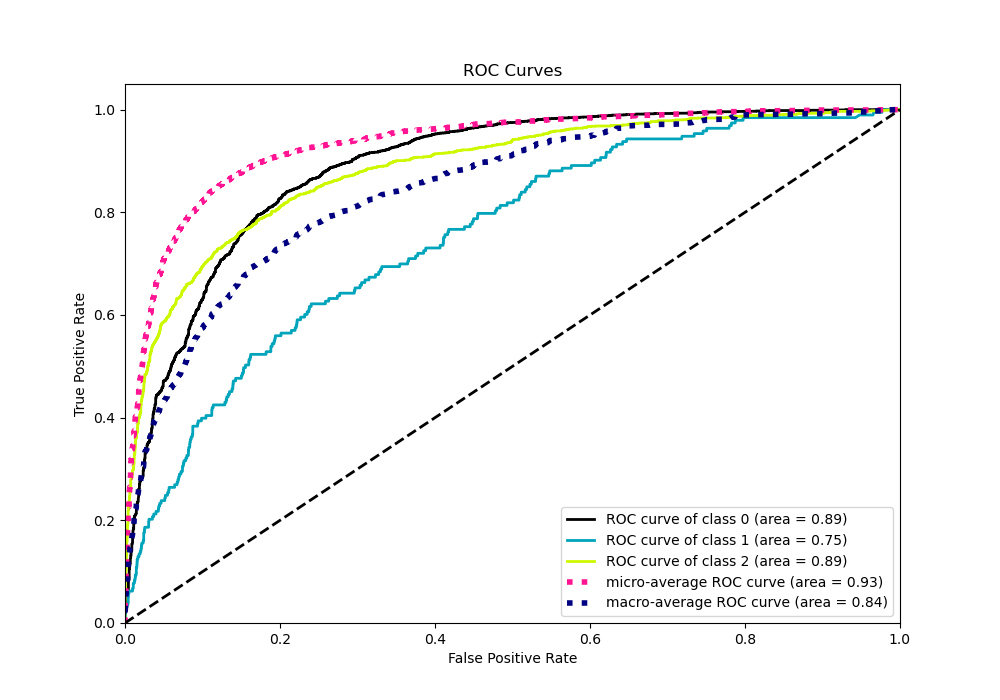 ROC Curves
True Positive Rate
1.0
0.8
0.6
0.4
0.2
0.0
ROC curve of class 0 (area = 0.89)
ROC curve of class 1 (area = 0.75)
ROC curve of class 2 (area = 0.89)
micro-average ROC curve (area = 0.93)
macro-average ROC curve (area = 0.84)
0.0 0.2 0.4 0.6 0.8 1.0
False Positive Rate